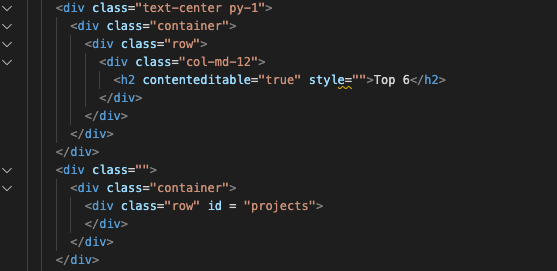 <div class="text-center py-1">
<div class="container">
<div class="row">
<div class="col-md-12">
<h2 contenteditable="true" style="">Top 6</h2>
</div>
</div>
</div>
</div>
<div class="">
<div class="container">
<div class="row" id = "projects">
</div>
</div>
</div>